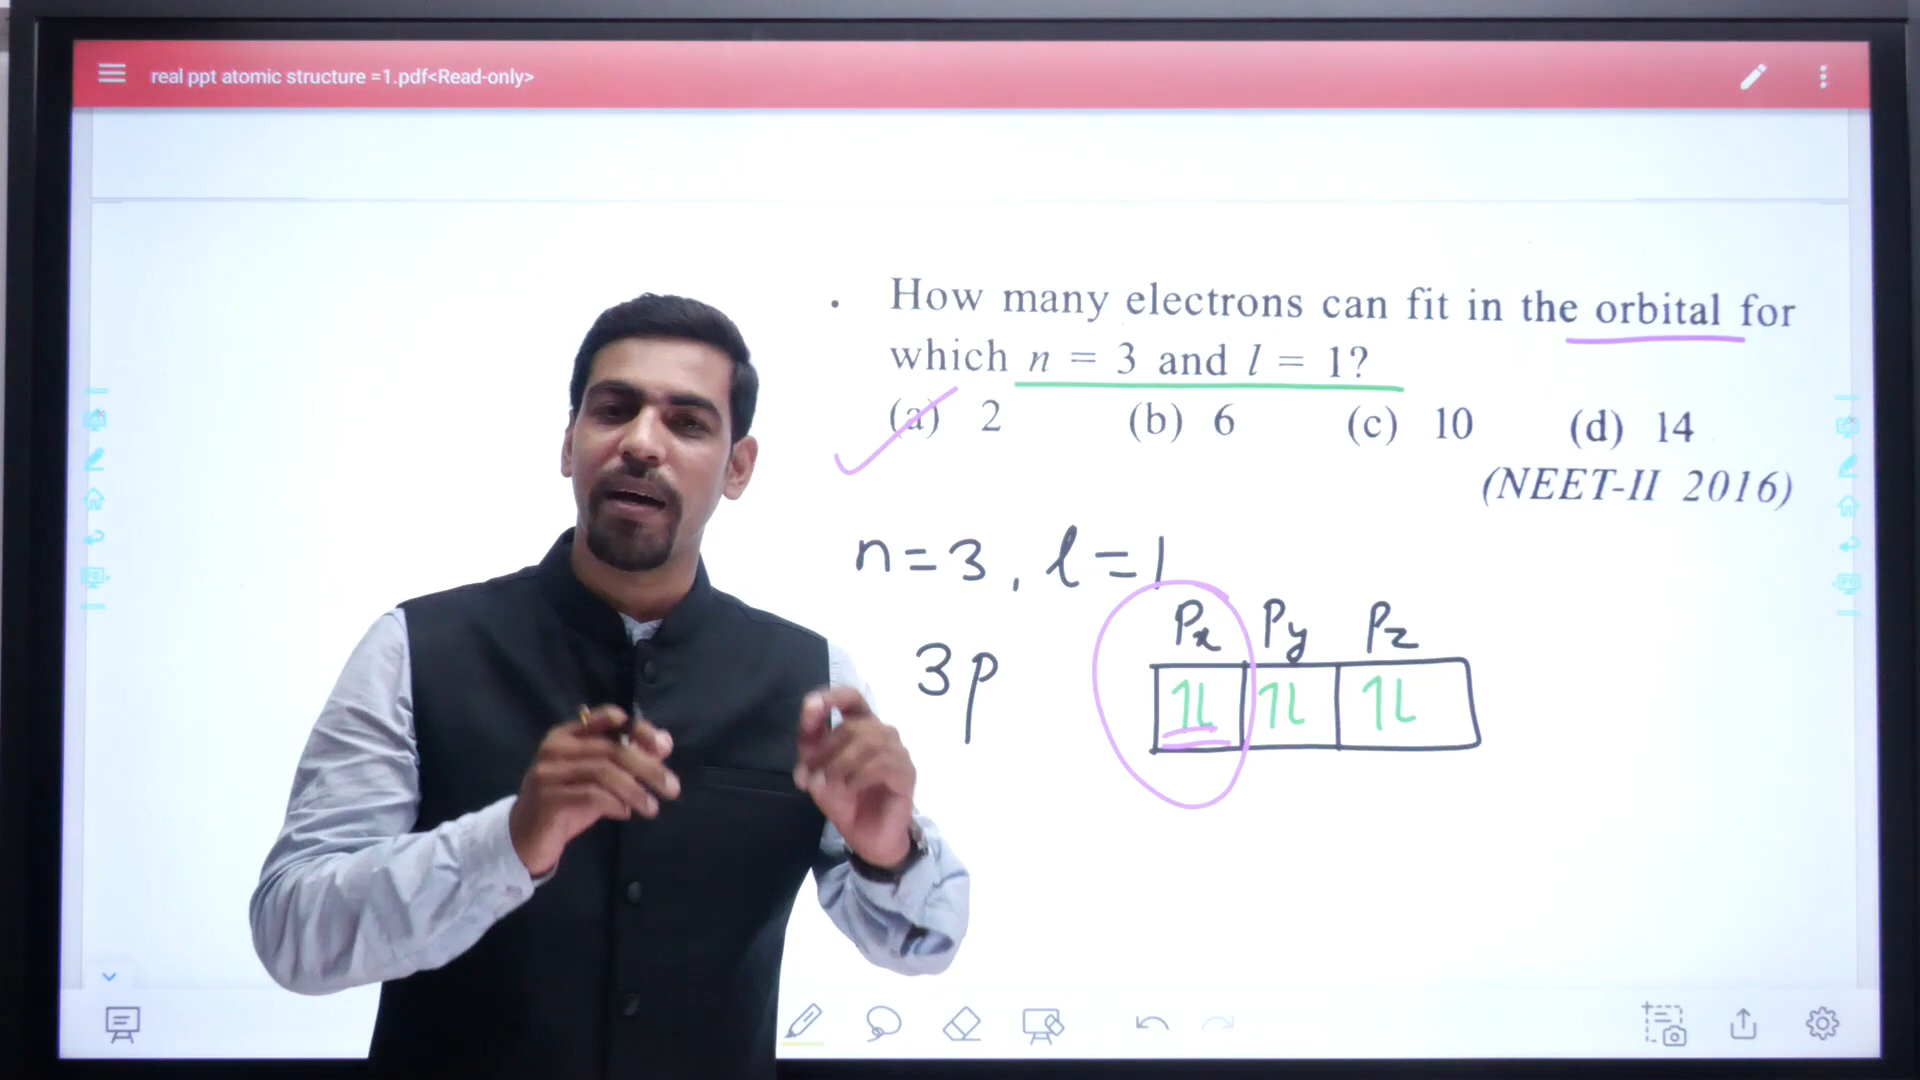 real ppt atomic structure =1.pdf<Read-only>
. How many electrons can fit in the orbital for
which n = 3 and l = 1?
(a) 2 (b) 6 (c) 10 (d) 14
(NEET-II 2016)
n=3, l=1
Px Py Pz
3p
1L 1L 1L